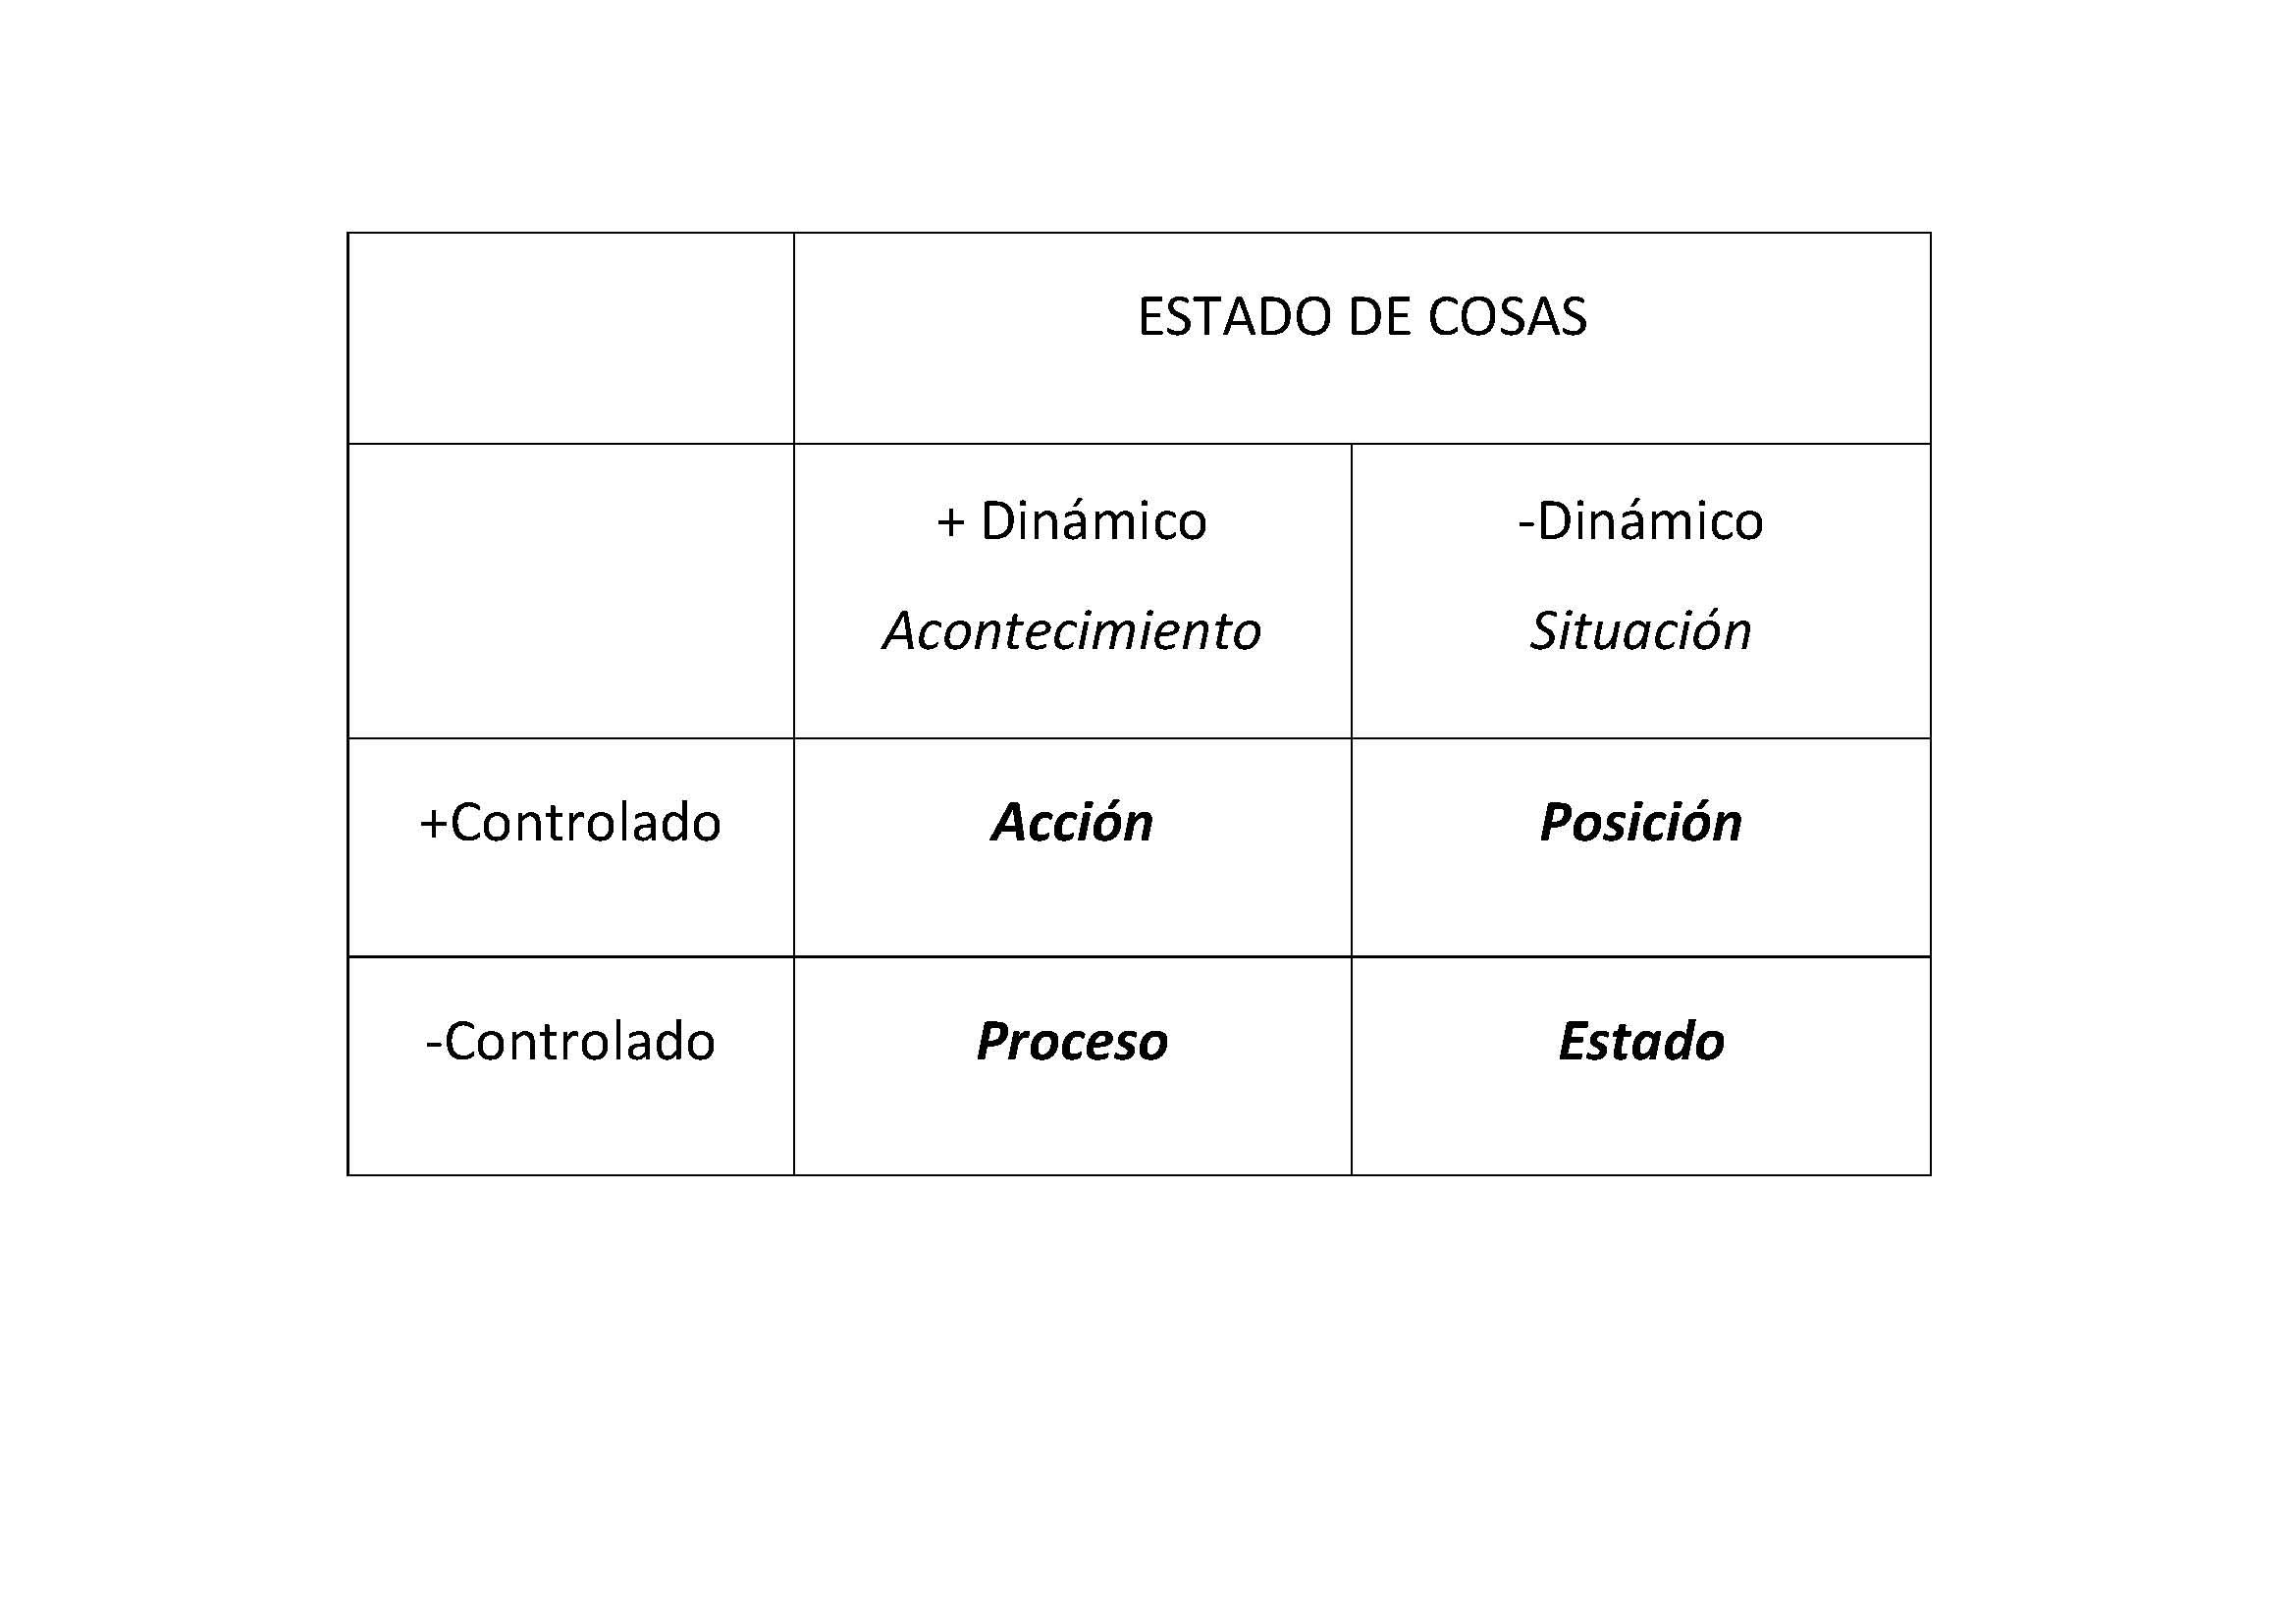 ESTADO DE COSAS
+ Dinámico
Acontecimiento
-Dinámico
Situación
+Controlado
Acción
Posición
-Controlado
Proceso
Estado